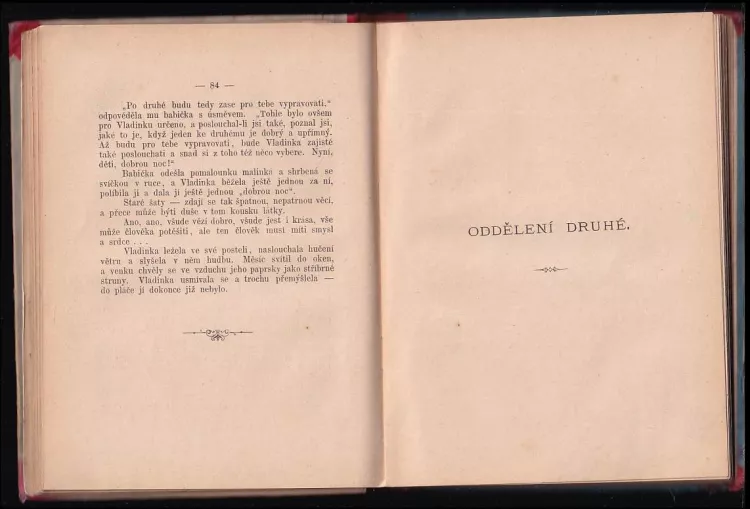 — 84 —
„Po druhé budu tedy zase pro tebe vypravovati.“
odpověděla mu babička s úsměvem. „Tohle bylo ovšem
pro Vladinku určeno, a poslouchal-li jsi také, poznal jsi,
jaké to je, když jeden ke druhému je dobrý a upřímný.
Až budu pro tebe vypravovati, bude Vladinka zajisté
také poslouchati a snad si z toho též něco vybere. Nyní,
děti, dobrou noc!“
Babička odešla pomalounku malinká a shrbená se
svíčkou v ruce, a Vladinka běžela ještě jednou za ní,
políbila ji a dala jí ještě jednou „dobrou noc“.
Staré šaty — zdají se tak špatnou, nepatrnou věcí,
a přece může býti duše v tom kousku látky.
Ano, ano, všude vězí dobro, všude jest i krása, vše
může člověka potěšiti, ale ten člověk musí míti smysl
a srdce . . .
Vladinka ležela ve své posteli, naslouchala hučení
větru a slyšela v něm hudbu. Měsíc svítil do oken,
a venku chvěly se ve vzduchu jeho paprsky jako stříbrné
struny. Vladinka usmívala se a trochu přemýšlela —
do pláče jí dokonce již nebylo.
ODDĚLENÍ DRUHÉ.